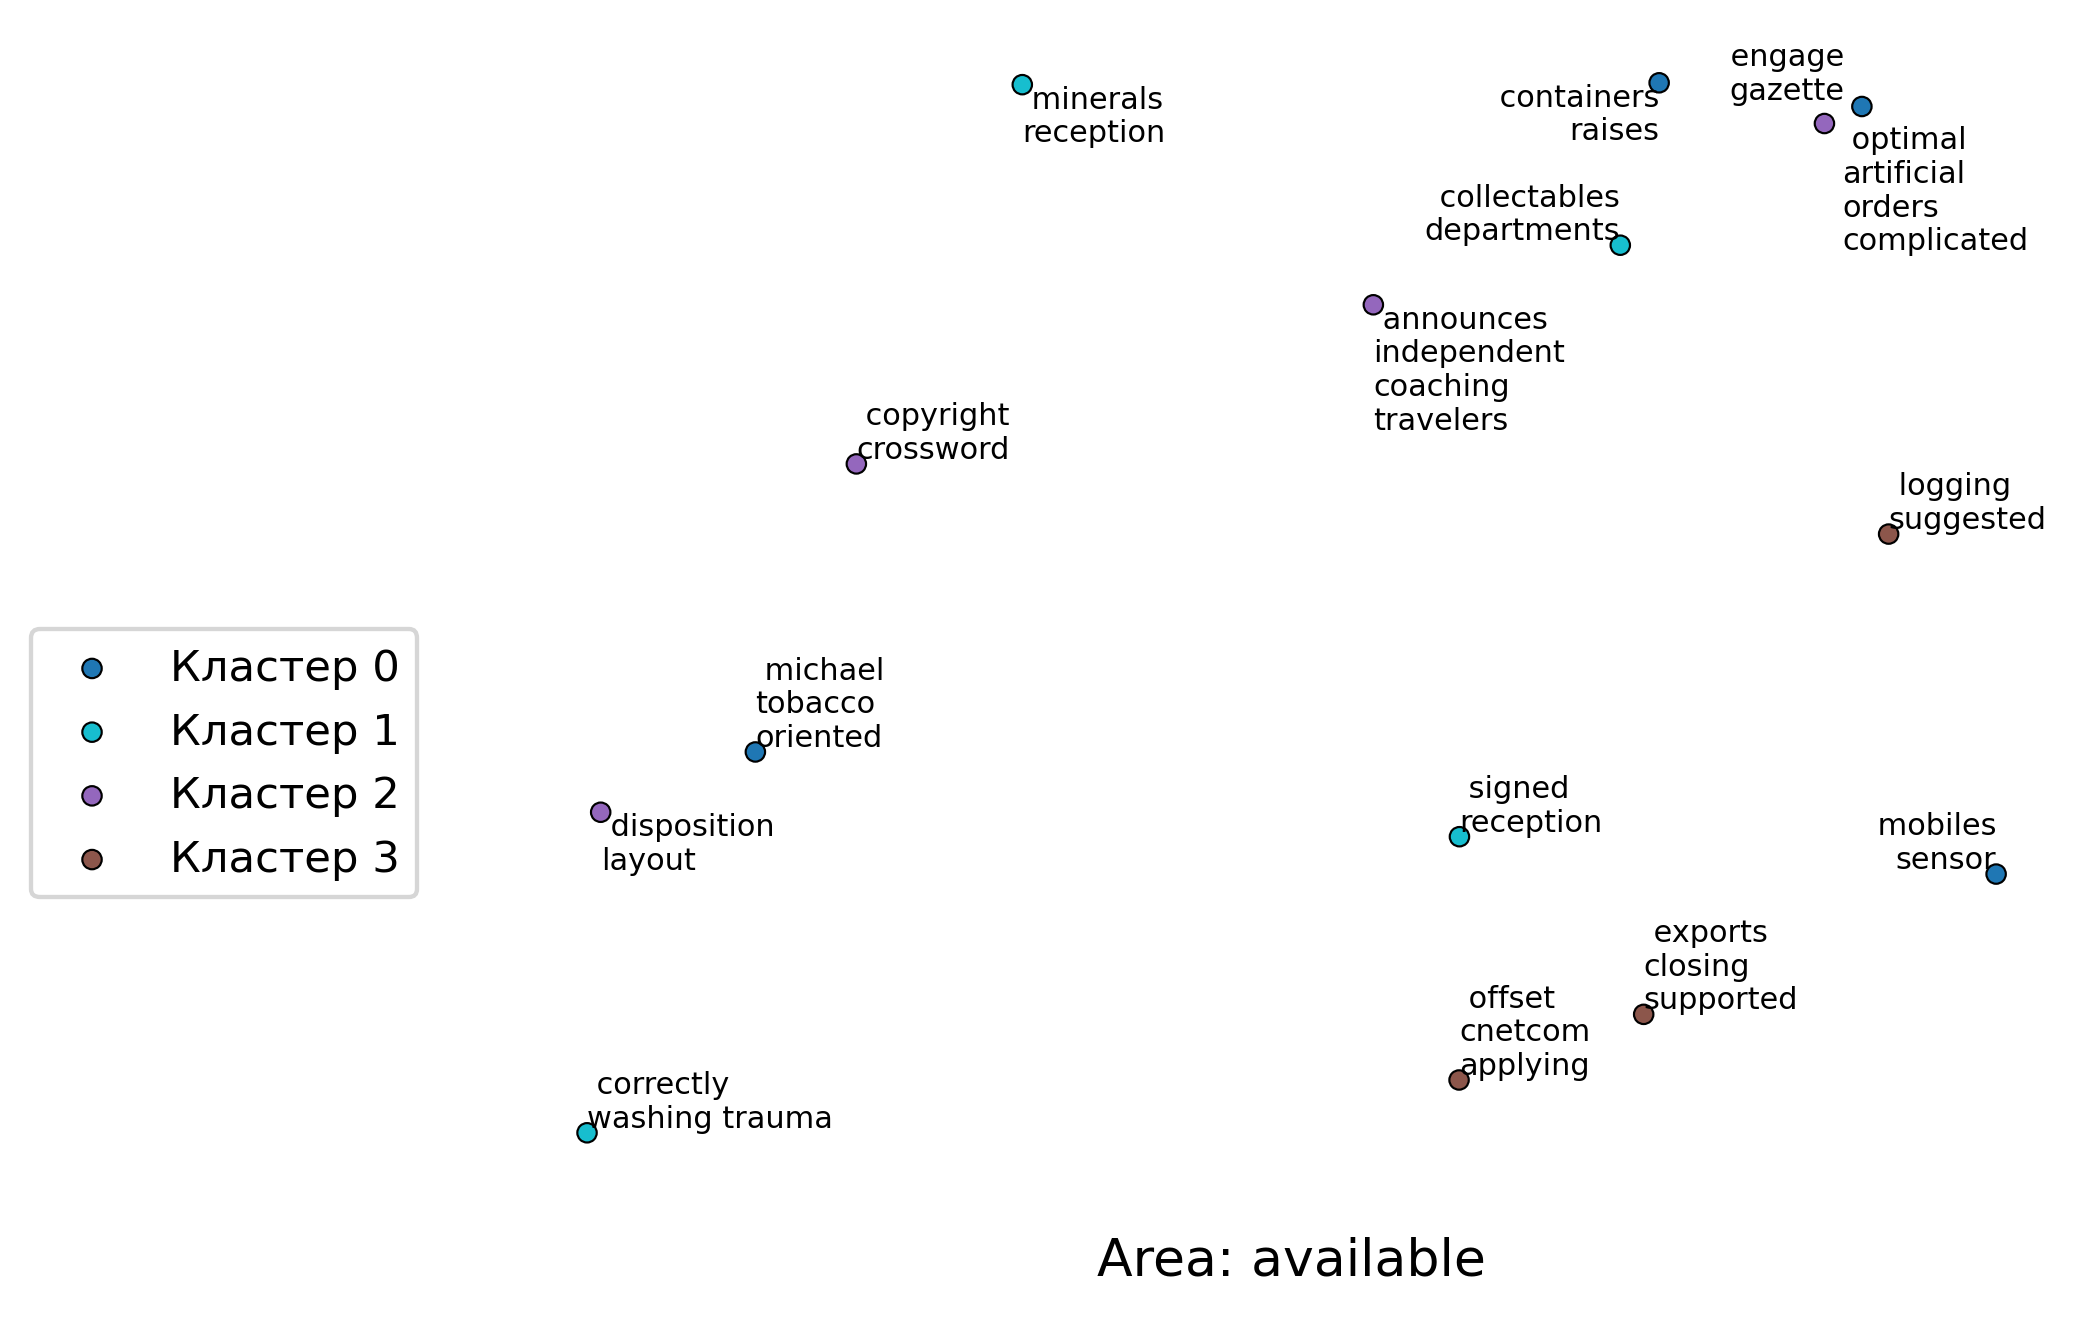 engage
gazette
minerals
reception
containers
raises
optimal
artificial
orders
complicated
collectables
departments
announces
independent
coaching
travelers
copyright
crossword
logging
suggested
Кластер 0
Кластер 1
Кластер 2
Кластер 3
michael
tobacco
oriented
disposition
layout
signed
reception
mobiles
sensor
exports
closing
supported
offset
cnetcom
applying
correctly
washing trauma
Area: available